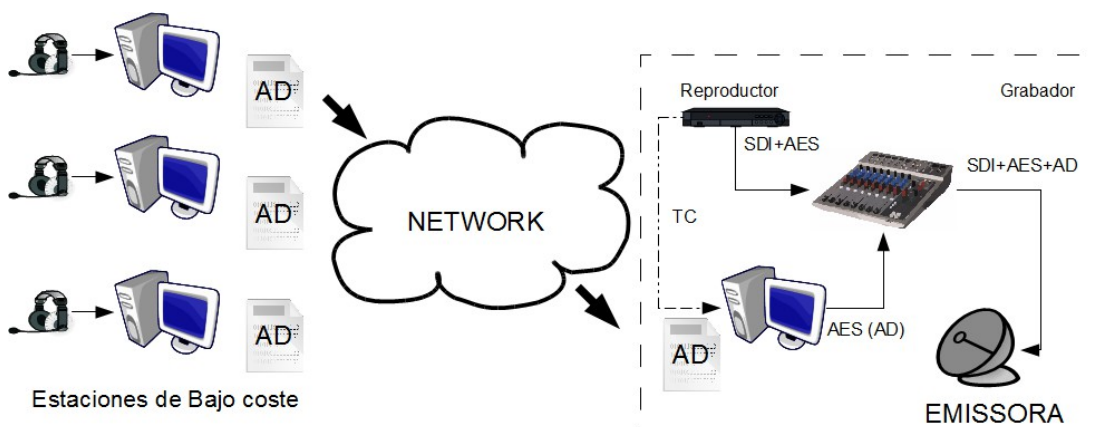 AD
AD
AD
Estaciones de Bajo coste
NETWORK
Reproductor
Grabador
SDI+AES
SDI+AES+AD
TC
AES (AD)
AD
EMISSORA